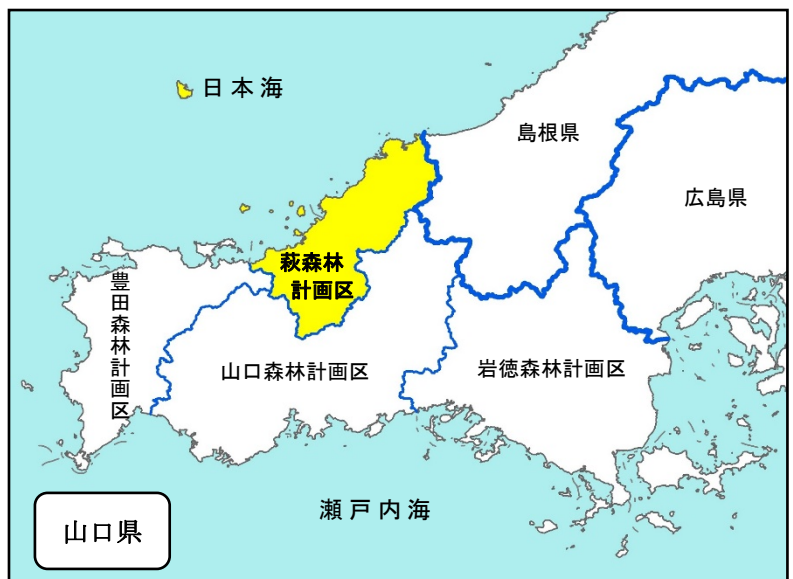 日本海
島根県
広島県
萩森林
計画区
豊田森林計画区
山口森林計画区
岩徳森林計画区
瀬戸内海
山口県